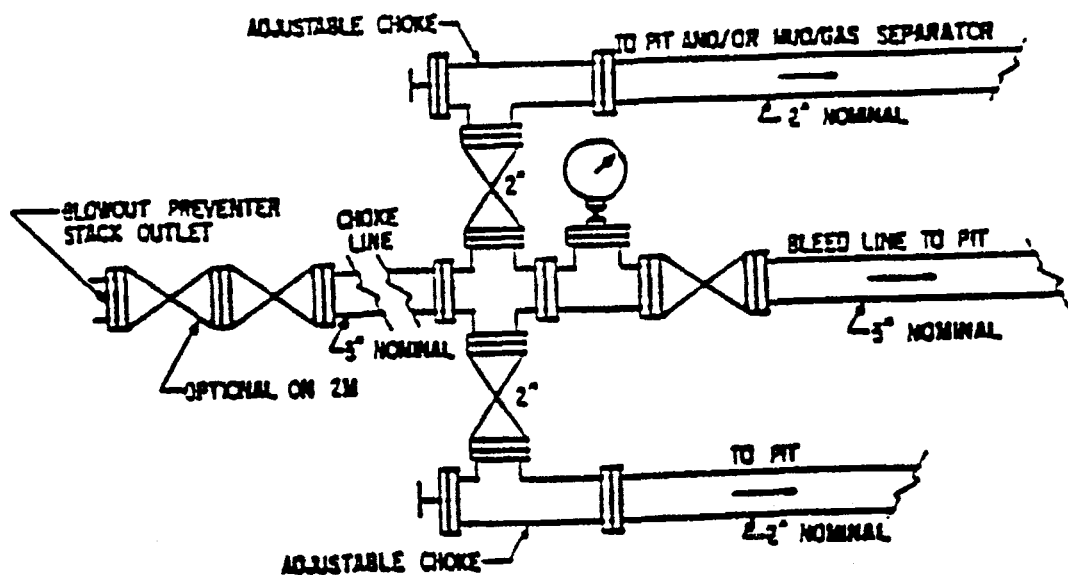 ADJUSTABLE CHOKE
TO PIT AND/OR MUD/GAS SEPARATOR
2" NOMINAL
2"
BLOWOUT PREVENTER
STACK OUTLET
CHOKE
LINE
BLEED LINE TO PIT
3" NOMINAL
3" NOMINAL
OPTIONAL ON 2M
2"
TO PIT
2" NOMINAL
ADJUSTABLE CHOKE